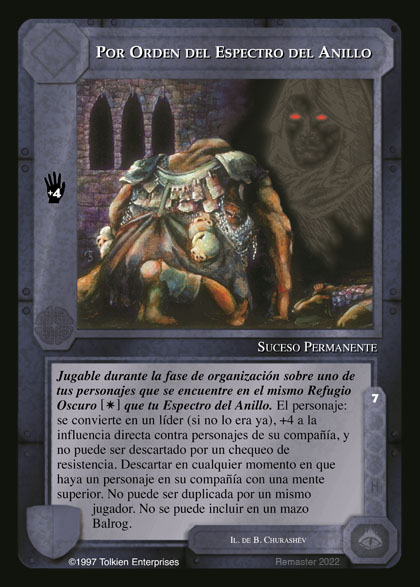 Por Orden del Espectro del Anillo
+4
Suceso Permanente
Jugable durante la fase de organización sobre uno de
tus personajes que se encuentre en el mismo Refugio
Oscuro [✶] que tu Espectro del Anillo. El personaje:
se convierte en un líder (si no lo era ya), +4 a la
influencia directa contra personajes de su compañía, y
no puede ser descartado por un chequeo de
resistencia. Descartar en cualquier momento en que
haya un personaje en su compañía con una mente
superior. No puede ser duplicada por un mismo
jugador. No se puede incluir en un mazo
Balrog.
7
H
Il. de B. Churashëv
©1997 Tolkien Enterprises
Remaster 2022